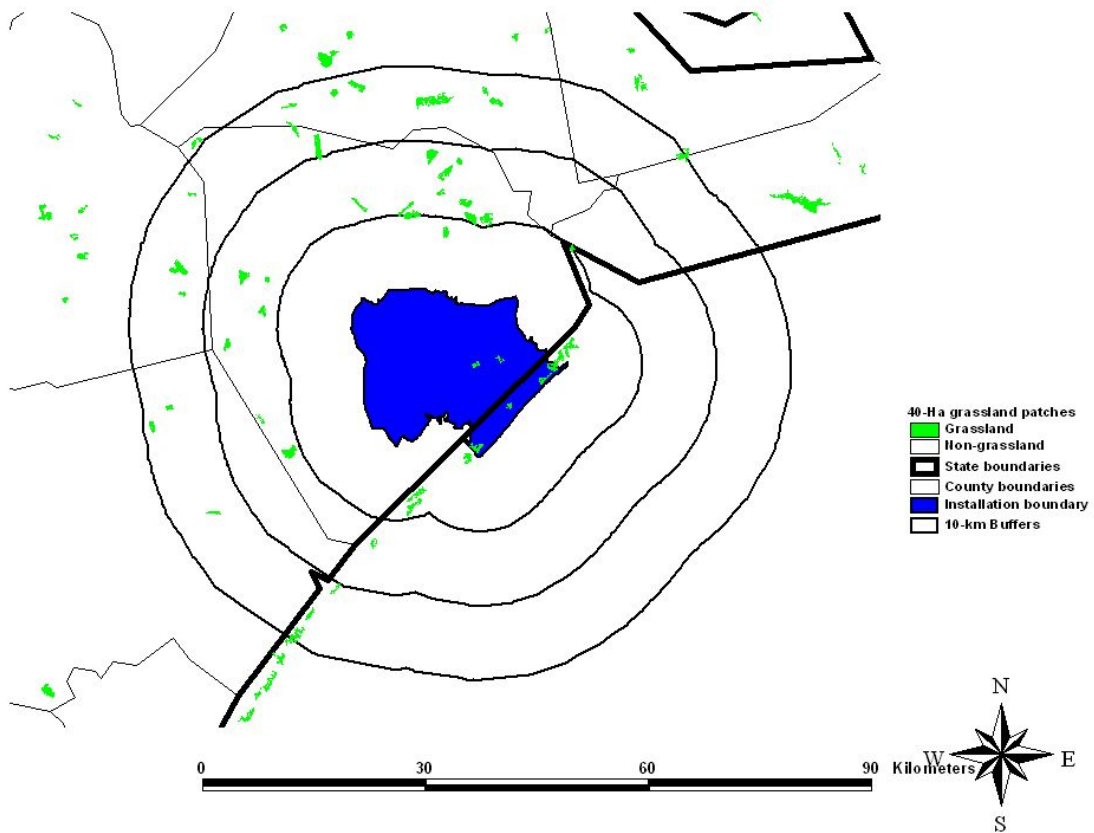 40-Ha grassland patches
Grassland
Non-grassland
State boundaries
County boundaries
Installation boundary
10-km Buffers
N
W E
S
0 30 60 90 Kilometers